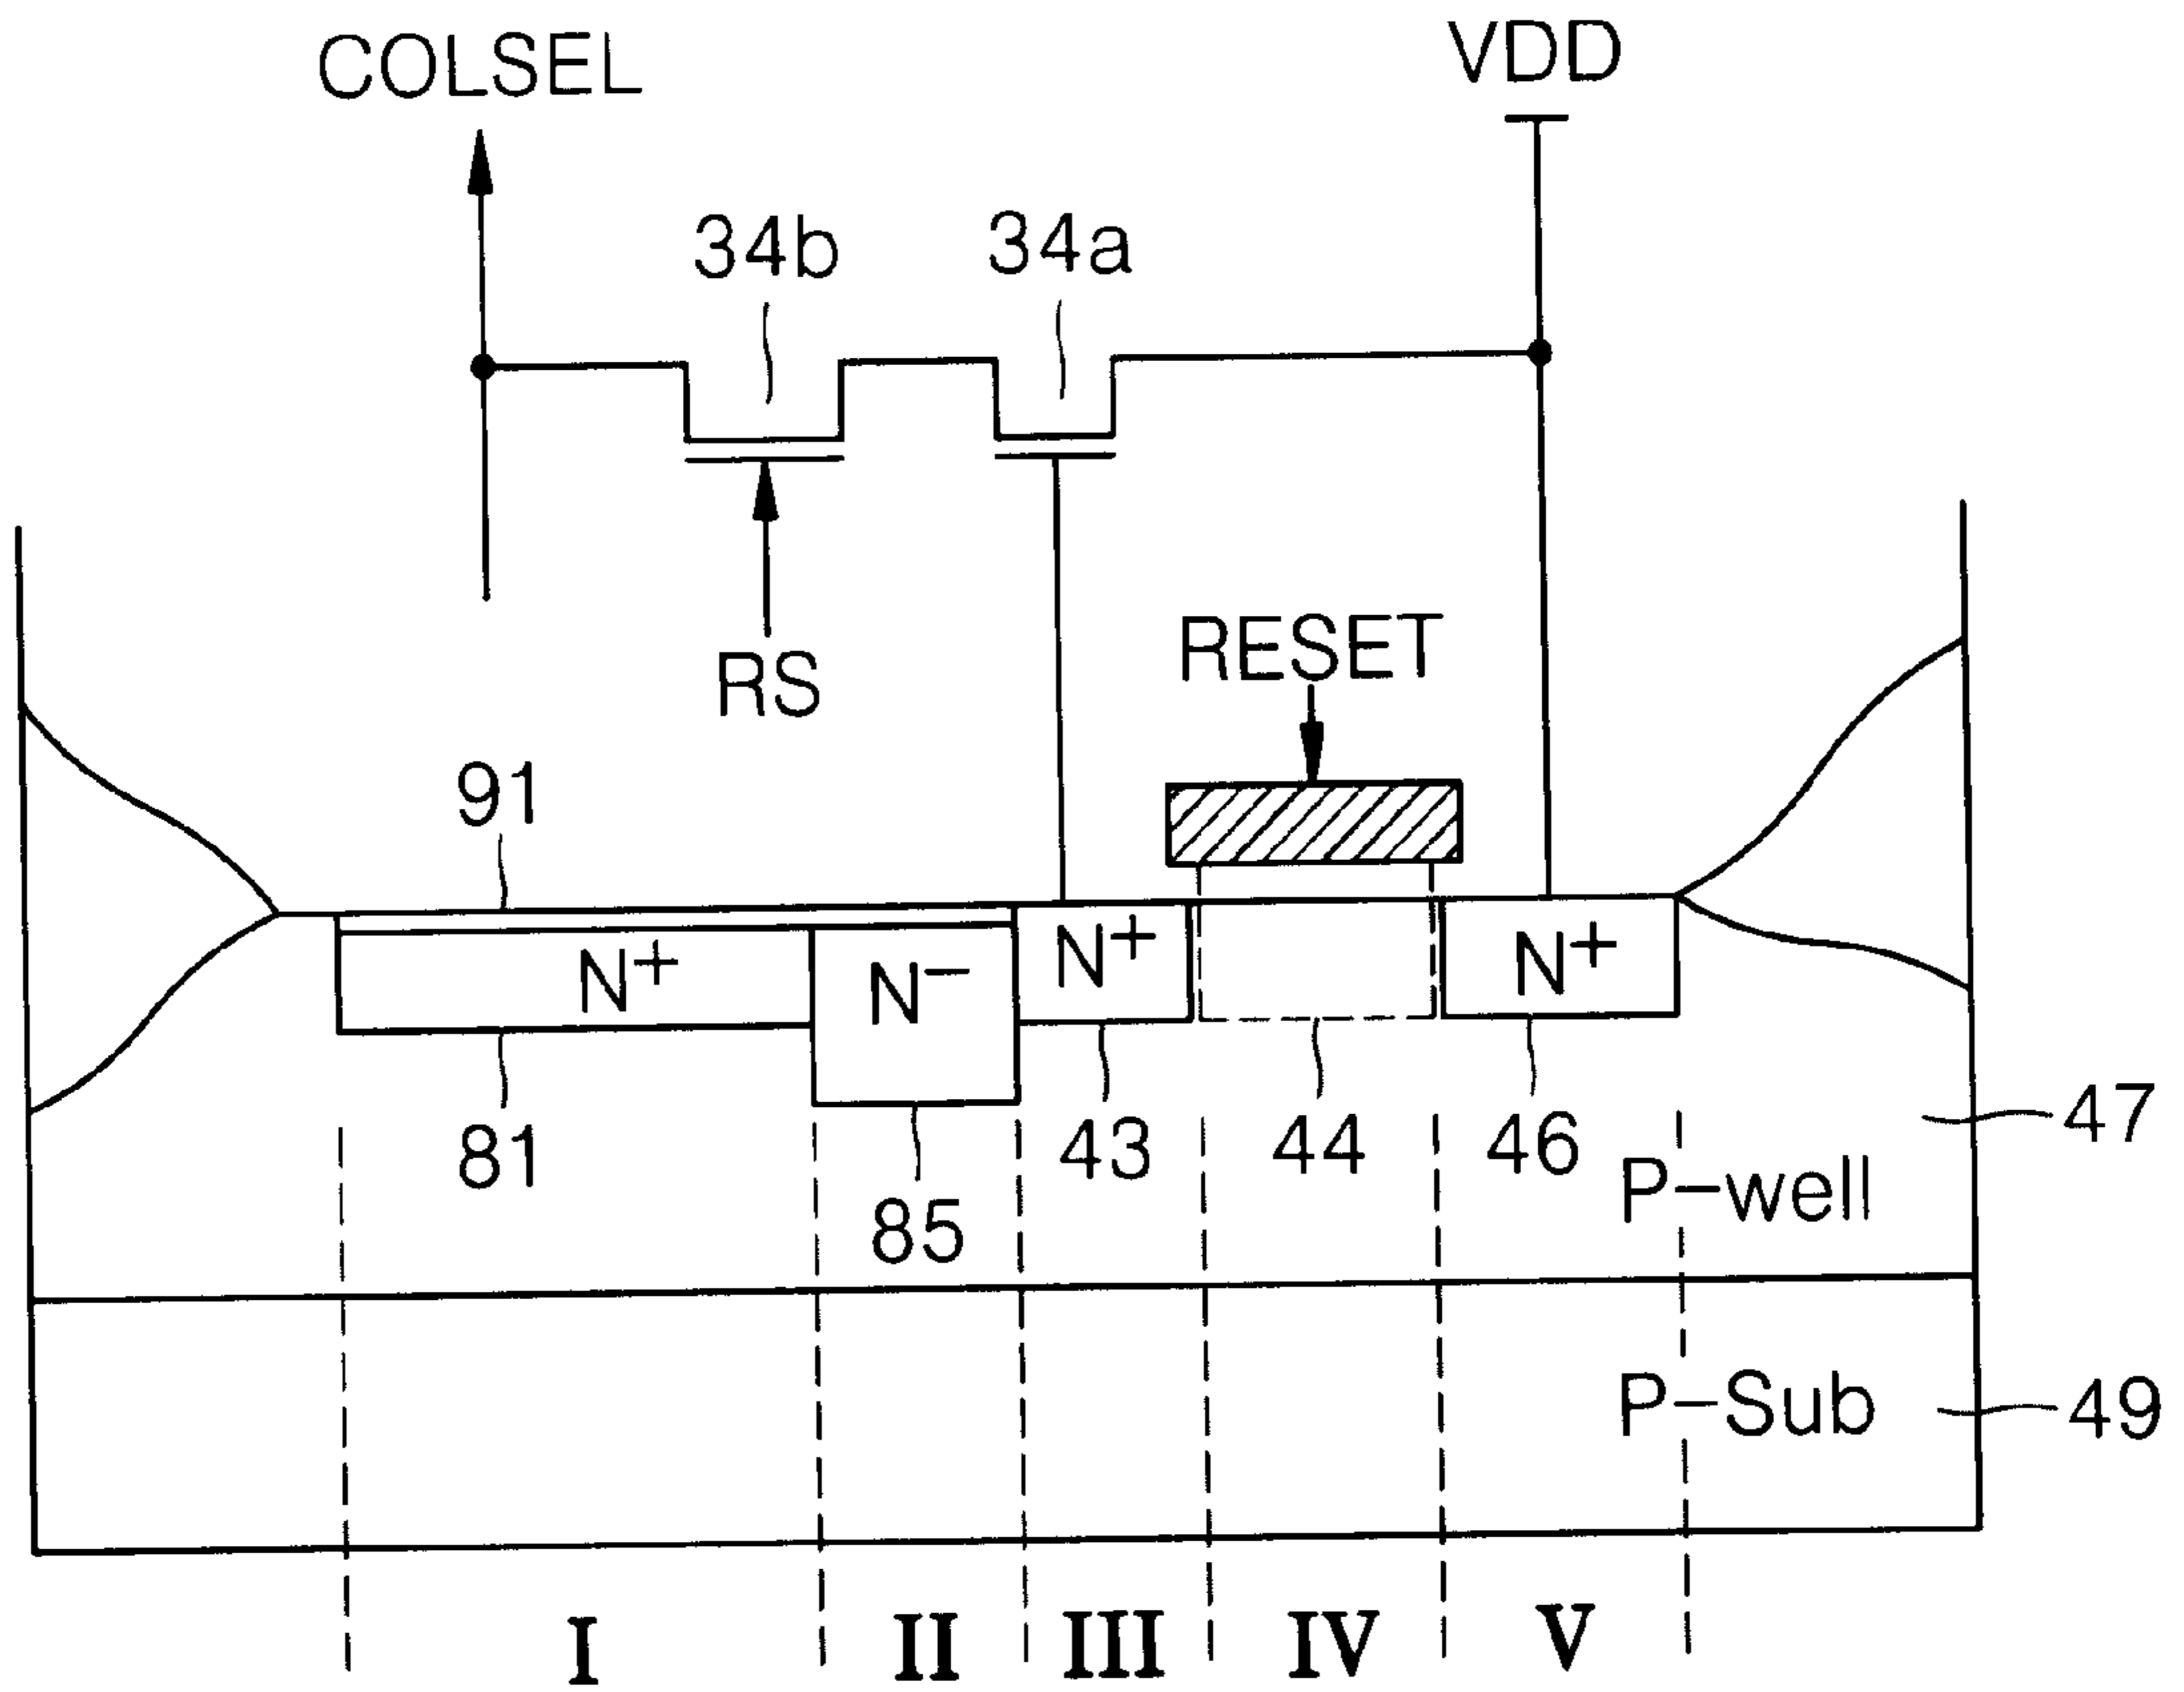 COLSEL
VDD
34b
34a
RS
RESET
91
N+
N−
N+
N+
81
85
43
44
46
47
P-well
P-Sub
49
I
II
III
IV
V